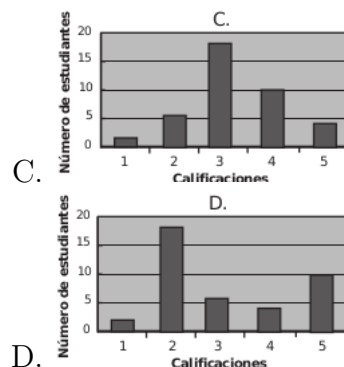 C.
C.
Número de estudiantes
20
15
10
5
0
1 2 3 4 5
Calificaciones
D.
D.
Número de estudiantes
20
15
10
5
0
1 2 3 4 5
Calificaciones